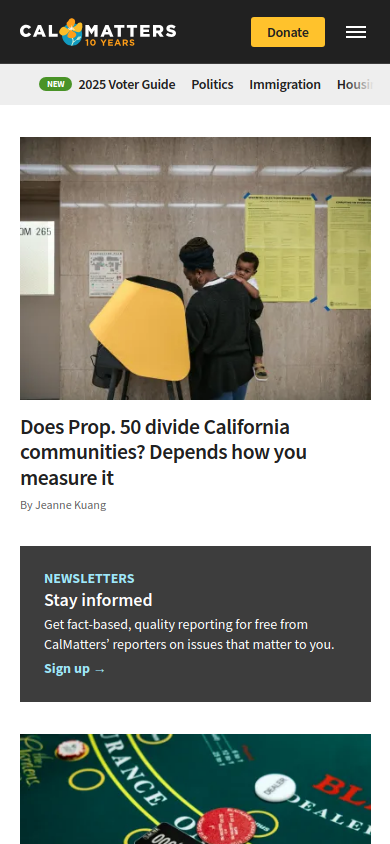 CALMATTERS
10 YEARS
Donate
NEW 2025 Voter Guide Politics Immigration
OM 265
Does Prop. 50 divide California
communities? Depends how you
measure it
By Jeanne Kuang
NEWSLETTERS
Stay informed
Get fact-based, quality reporting for free from
CalMatters’ reporters on issues that matter to you.
Sign up →
URANCE
DEALER
BL
DEALER